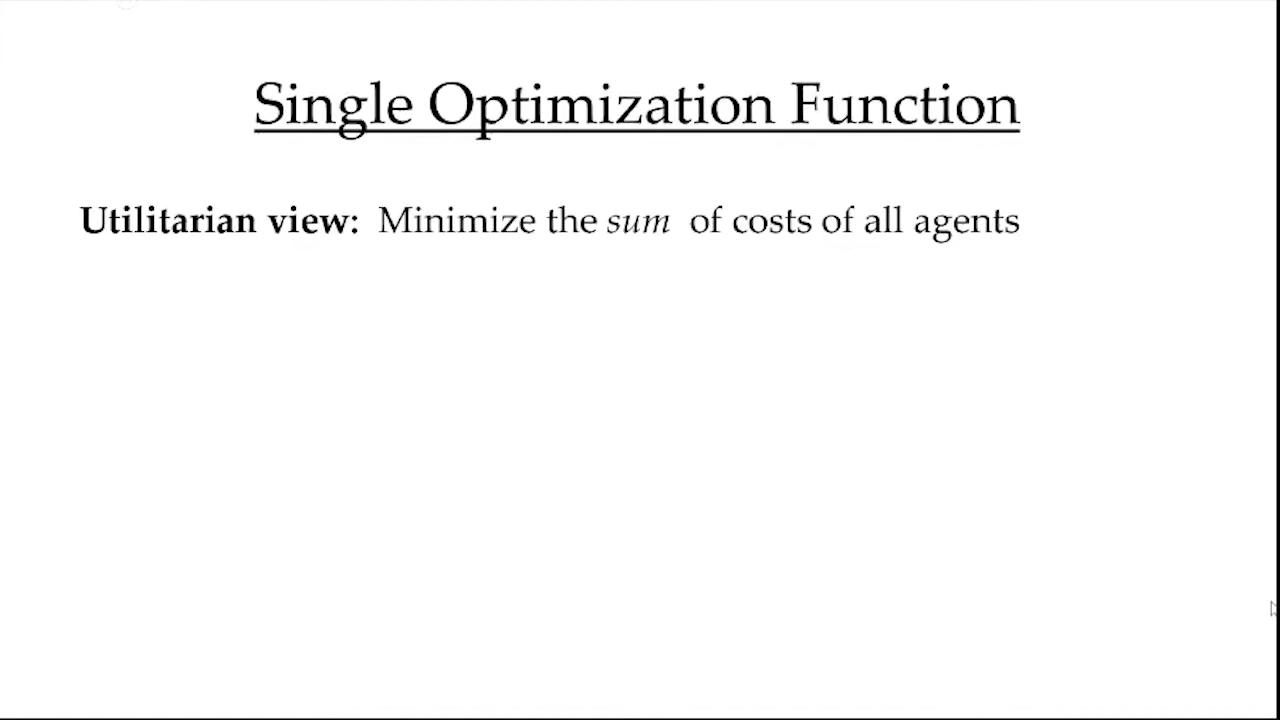 Single Optimization Function
Utilitarian view: Minimize the sum of costs of all agents